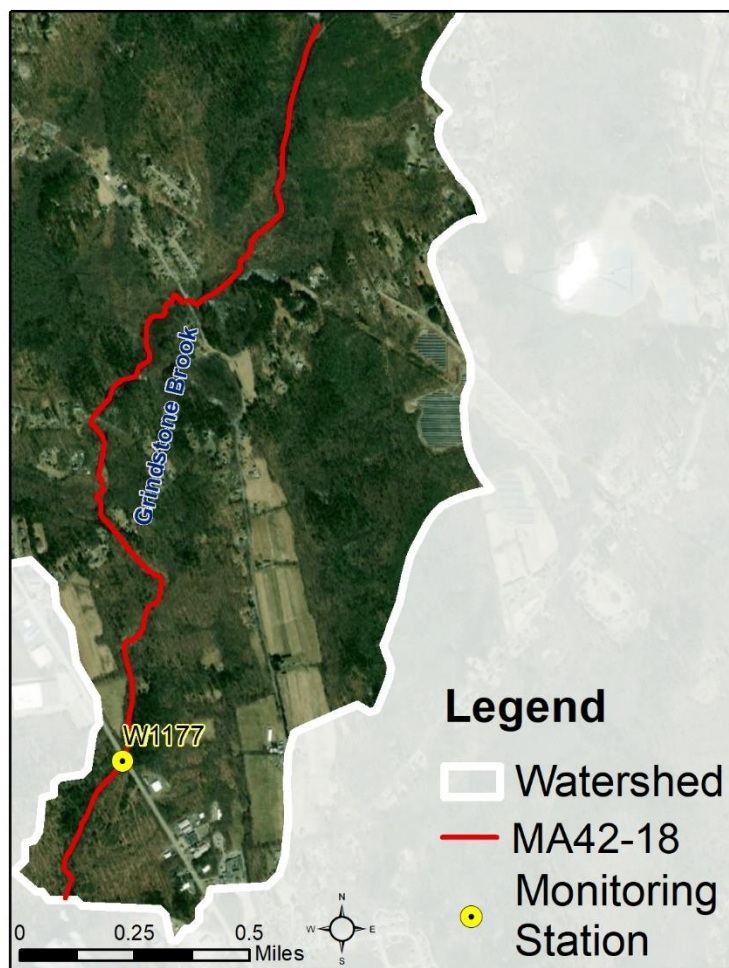 Grindstone Brook
W1177
Legend
Watershed
MA42-18
Monitoring
Station
N
W E
S
0 0.25 0.5
Miles